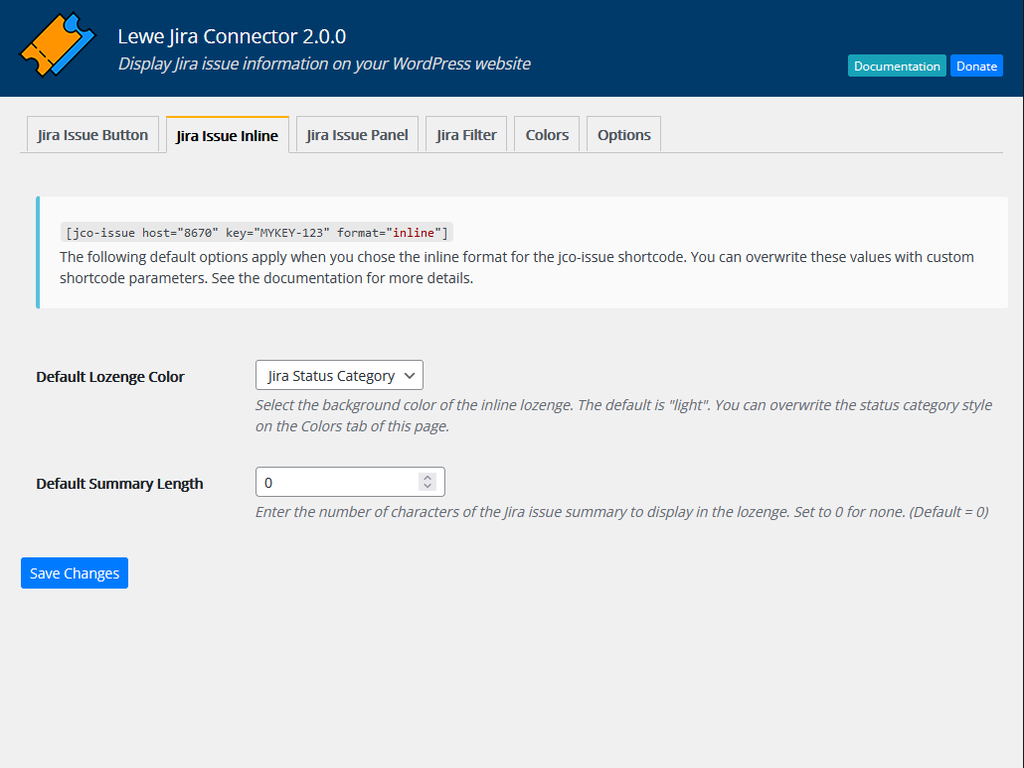 Lewe Jira Connector 2.0.0
Display Jira issue information on your WordPress website
Documentation Donate
Jira Issue Button Jira Issue Inline Jira Issue Panel Jira Filter Colors Options
[jco-issue host="8670" key="MYKEY-123" format="inline"]
The following default options apply when you chose the inline format for the jco-issue shortcode. You can overwrite these values with custom
shortcode parameters. See the documentation for more details.
Default Lozenge Color Jira Status Category
Select the background color of the inline lozenge. The default is "light". You can overwrite the status category style
on the Colors tab of this page.
Default Summary Length 0
Enter the number of characters of the Jira issue summary to display in the lozenge. Set to 0 for none. (Default = 0)
Save Changes